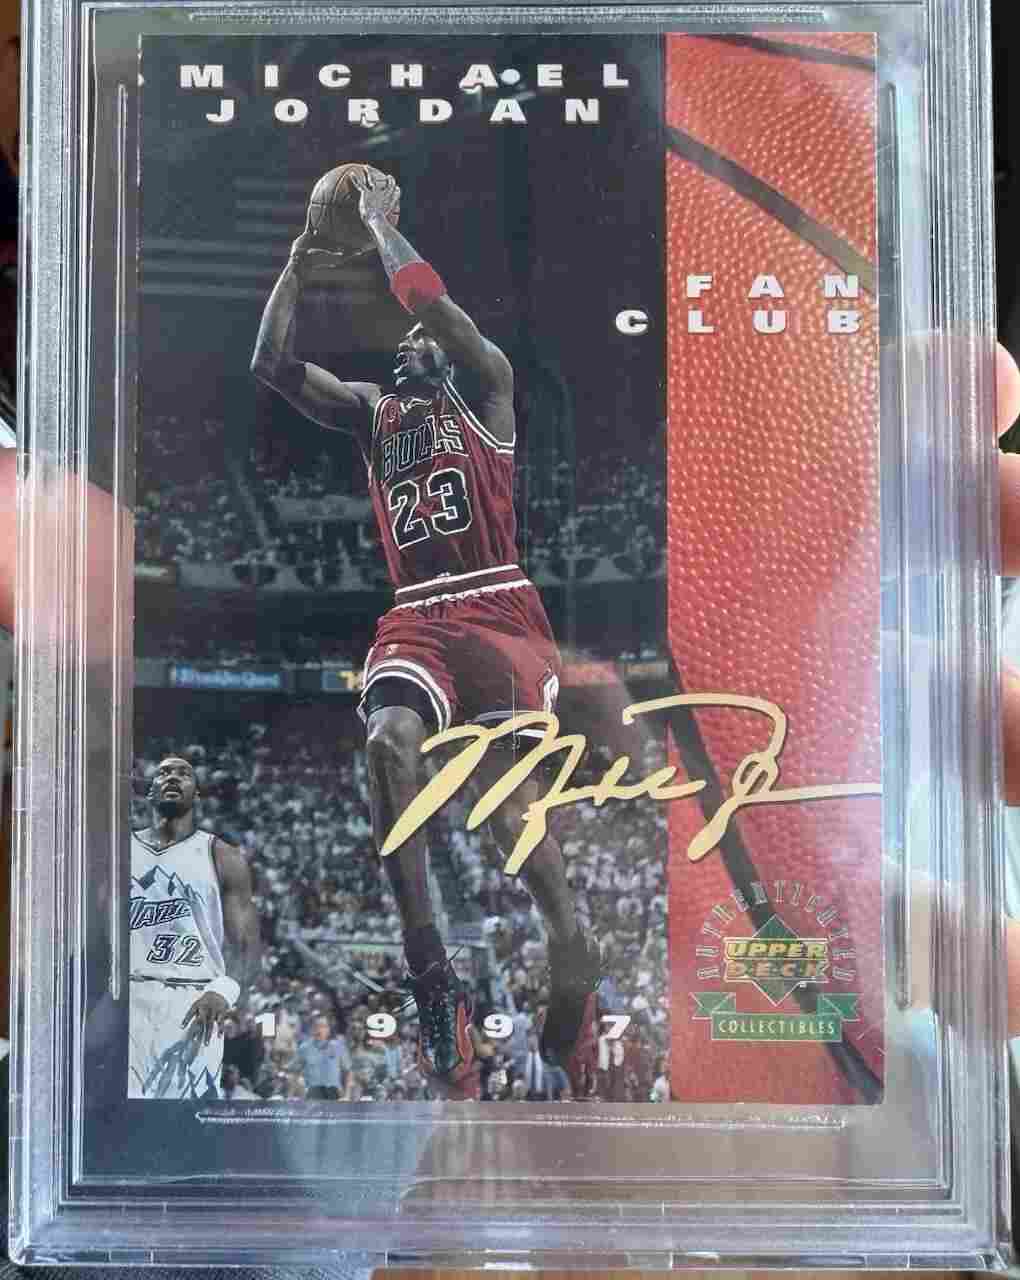 MICHAEL
JORDAN
FAN
CLUB
BULLS
23
JAZZ
32
1997
AUTHENTICATED
UPPER
DECK
COLLECTIBLES